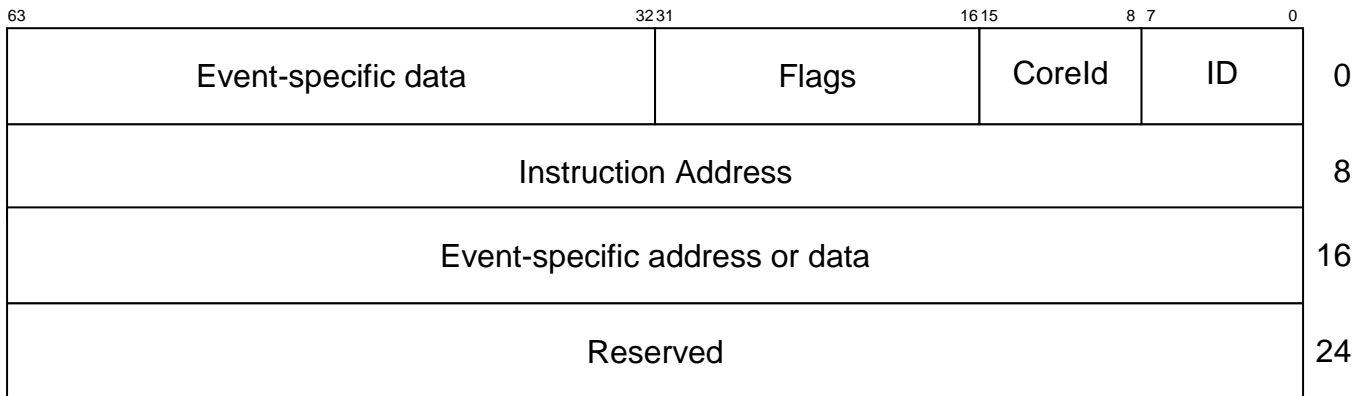 63 32 31 16 15 8 7 0
Event-specific data Flags CoreId ID 0
Instruction Address 8
Event-specific address or data 16
Reserved 24